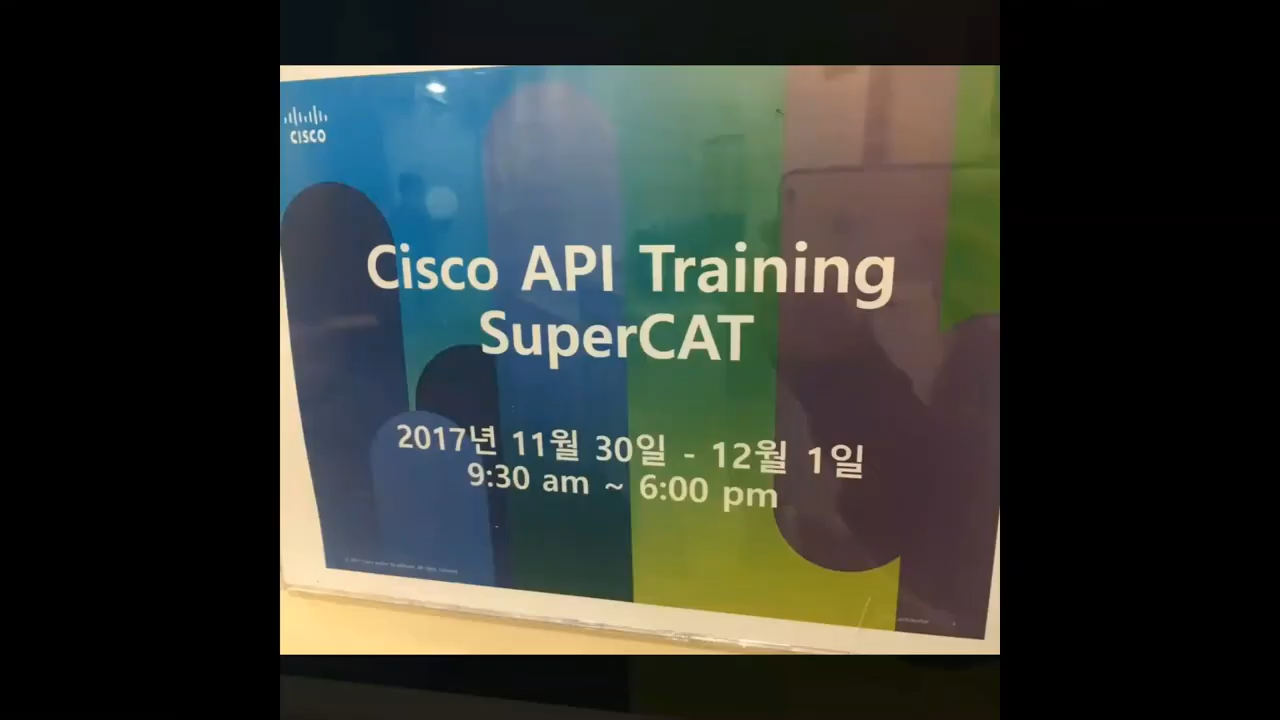 CISCO
Cisco API Training
SuperCAT
2017년 11월 30일 - 12월 1일
9:30 am ~ 6:00 pm